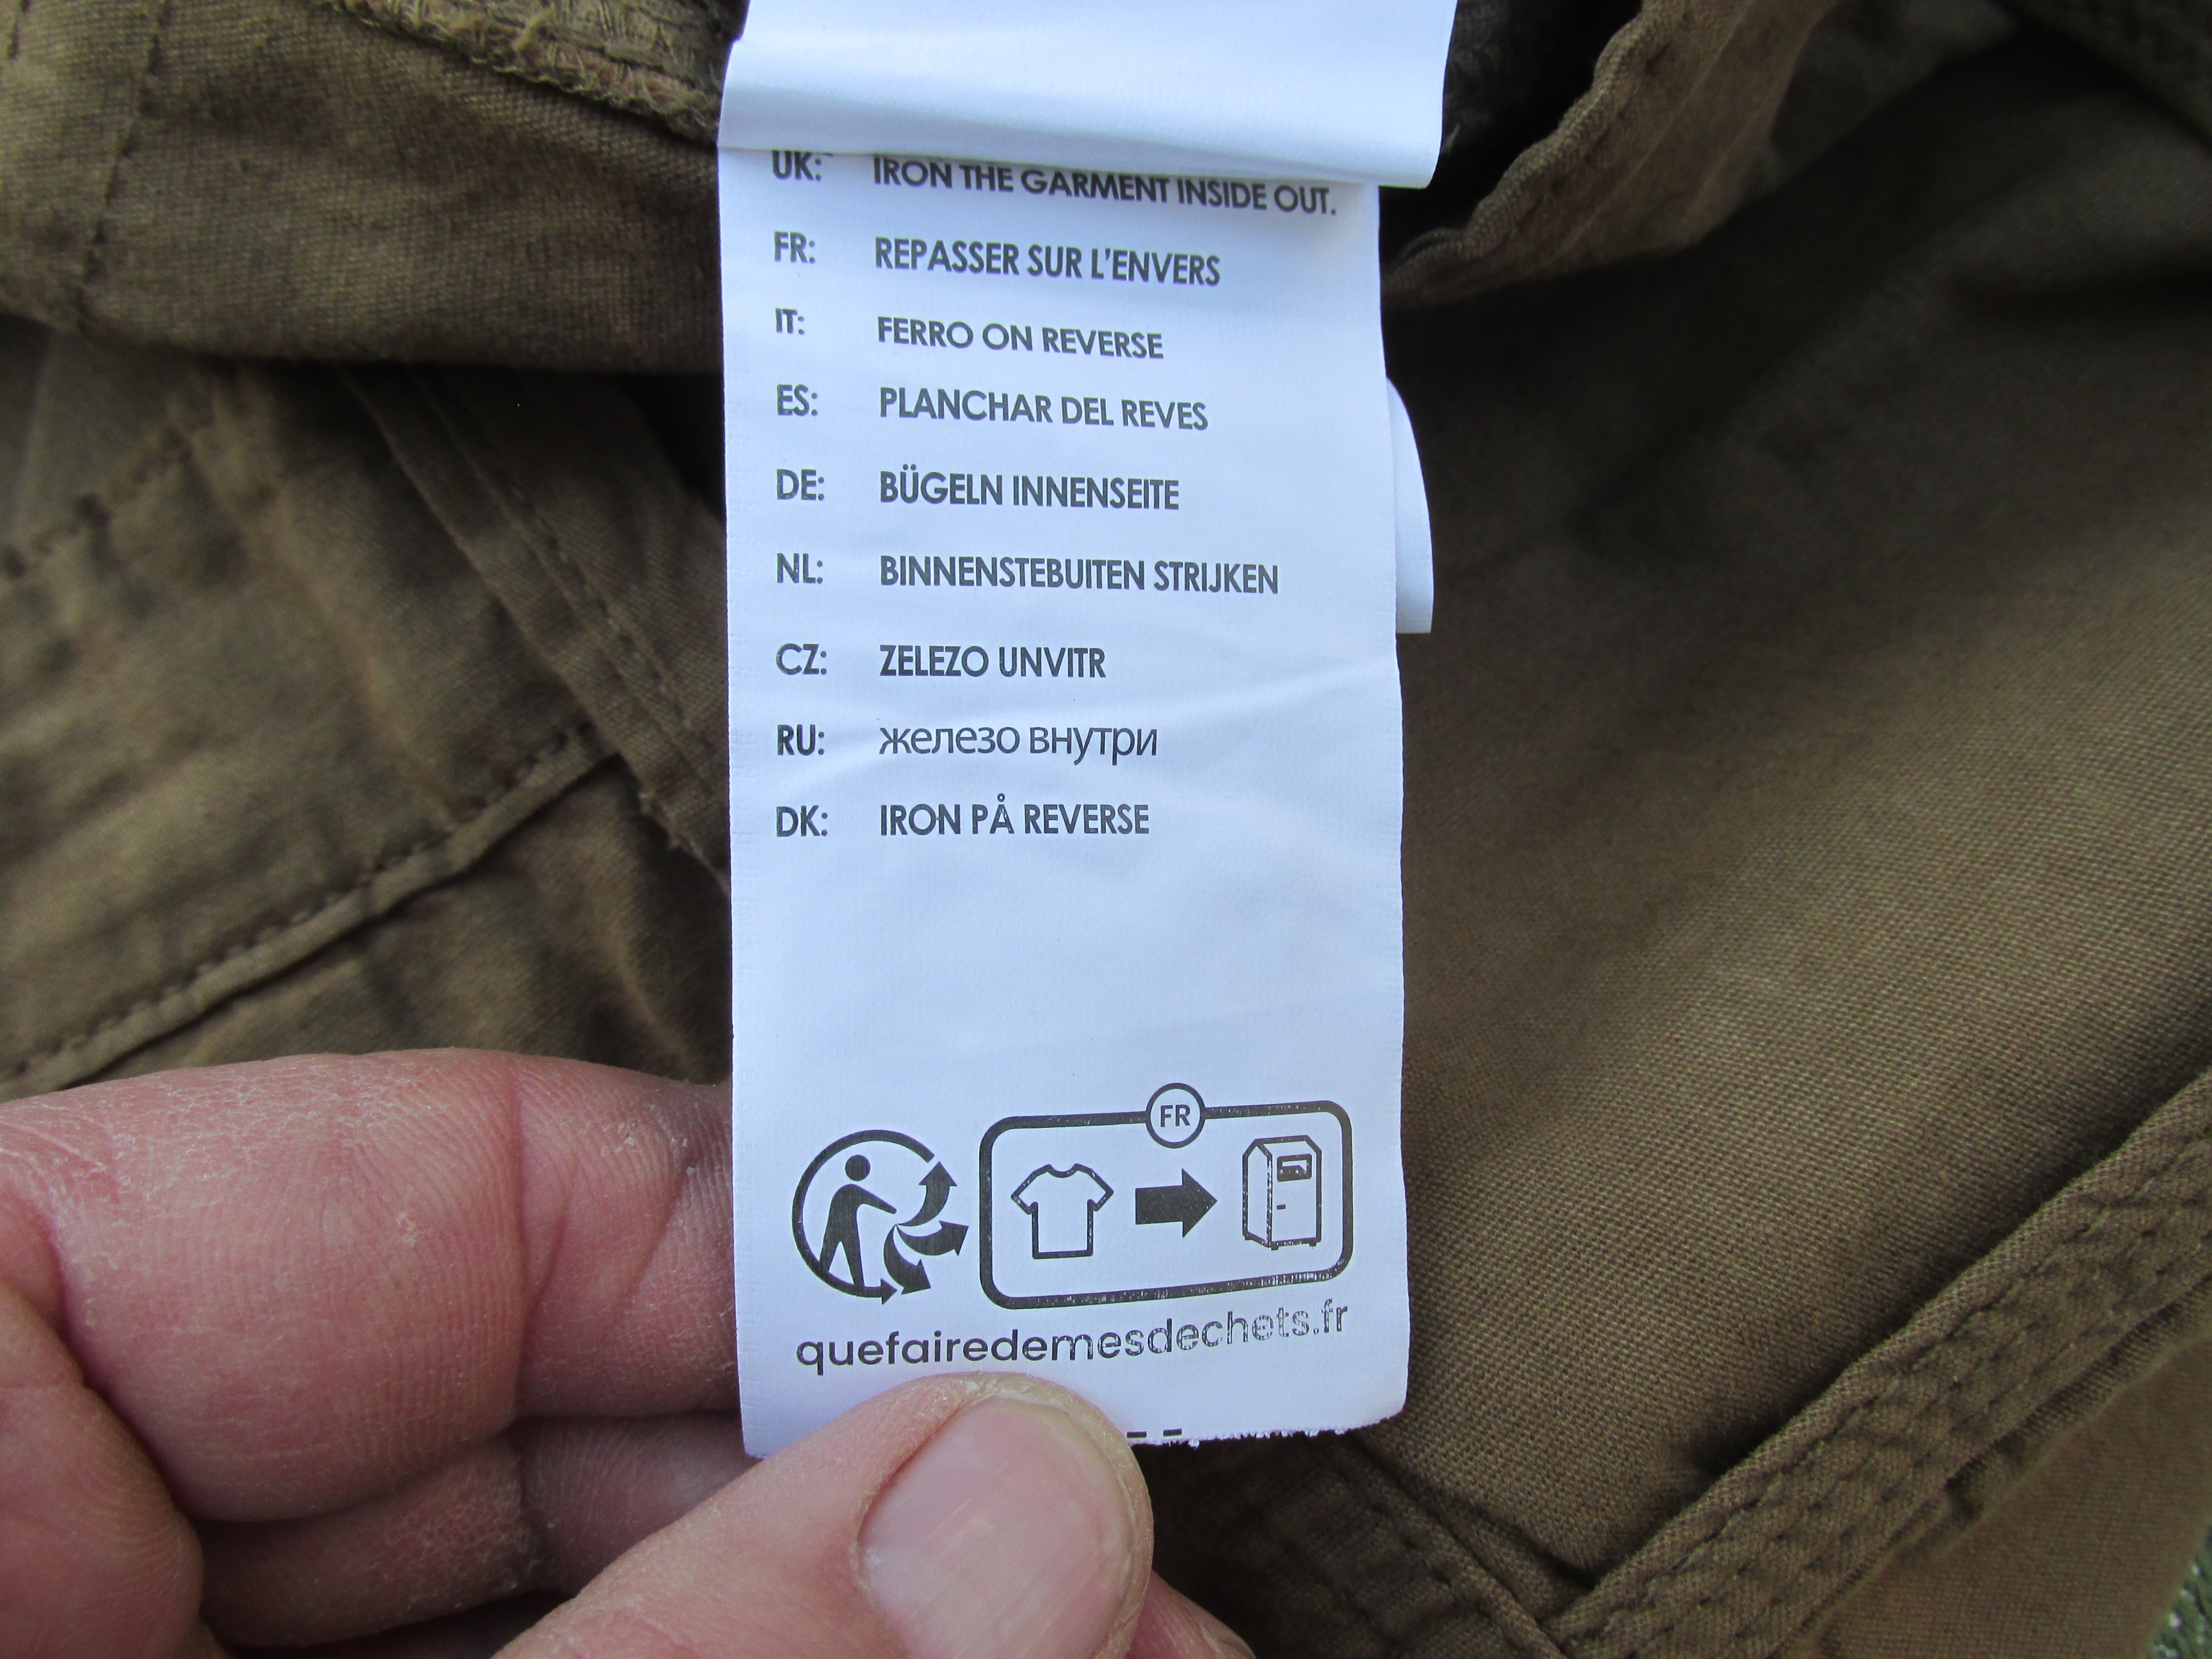 UK: IRON THE GARMENT INSIDE OUT.
FR: REPASSER SUR L'ENVERS
IT: FERRO ON REVERSE
ES: PLANCHAR DEL REVES
DE: BÜGELN INNENSEITE
NL: BINNENSTEBUITEN STRIJKEN
CZ: ZELEZO UNVITR
RU: железо внутри
DK: IRON PÅ REVERSE
FR
quefairedemesdechets.fr